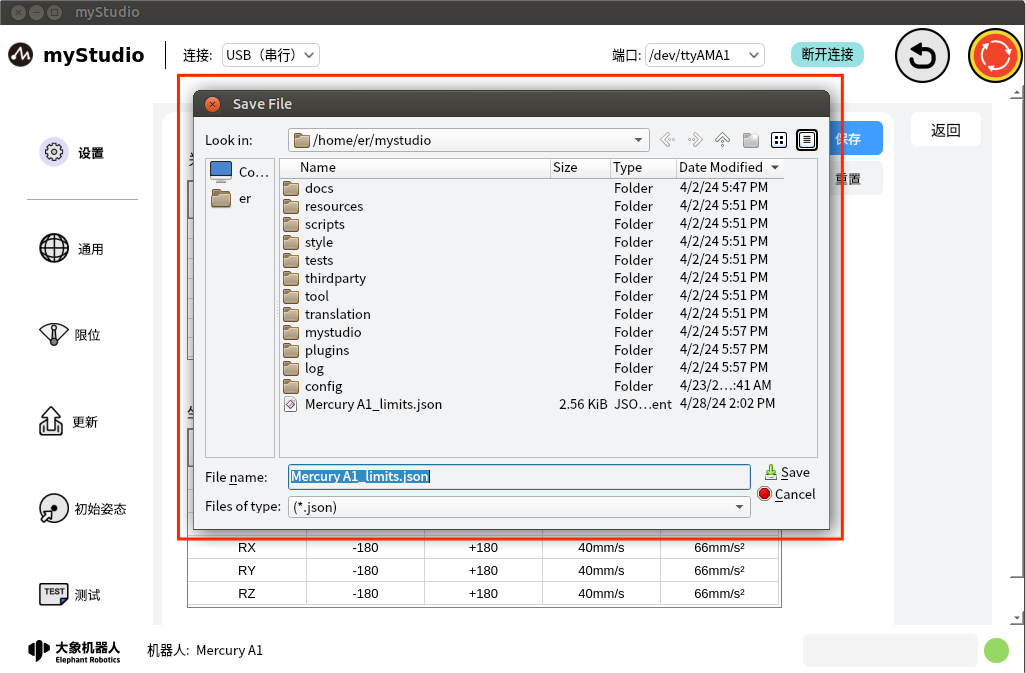 myStudio
myStudio
连接:
USB（串行）
端口:
/dev/ttyAMA1
断开连接
设置
通用
限位
更新
初始姿态
TEST
测试
Save File
Look in:
/home/er/mystudio
Co...
er
Name Size Type Date Modified
docs Folder 4/2/24 5:47 PM
resources Folder 4/2/24 5:51 PM
scripts Folder 4/2/24 5:51 PM
style Folder 4/2/24 5:51 PM
tests Folder 4/2/24 5:51 PM
thirdparty Folder 4/2/24 5:51 PM
tool Folder 4/2/24 5:51 PM
translation Folder 4/2/24 5:51 PM
mystudio Folder 4/2/24 5:57 PM
plugins Folder 4/2/24 5:57 PM
log Folder 4/2/24 5:57 PM
config Folder 4/23/2...:41 AM
Mercury A1_limits.json 2.56 KiB JSO...ent 4/28/24 2:02 PM
File name:
Mercury A1_limits.json
Save
Files of type:
(*.json)
Cancel
保存
重置
返回
RX -180 +180 40mm/s 66mm/s²
RY -180 +180 40mm/s 66mm/s²
RZ -180 +180 40mm/s 66mm/s²
大象机器人
Elephant Robotics
机器人: Mercury A1